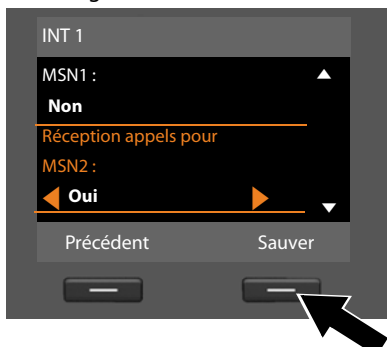 INT 1
MSN1 :
Non
Réception appels pour
MSN2 :
Oui
Précédent Sauver